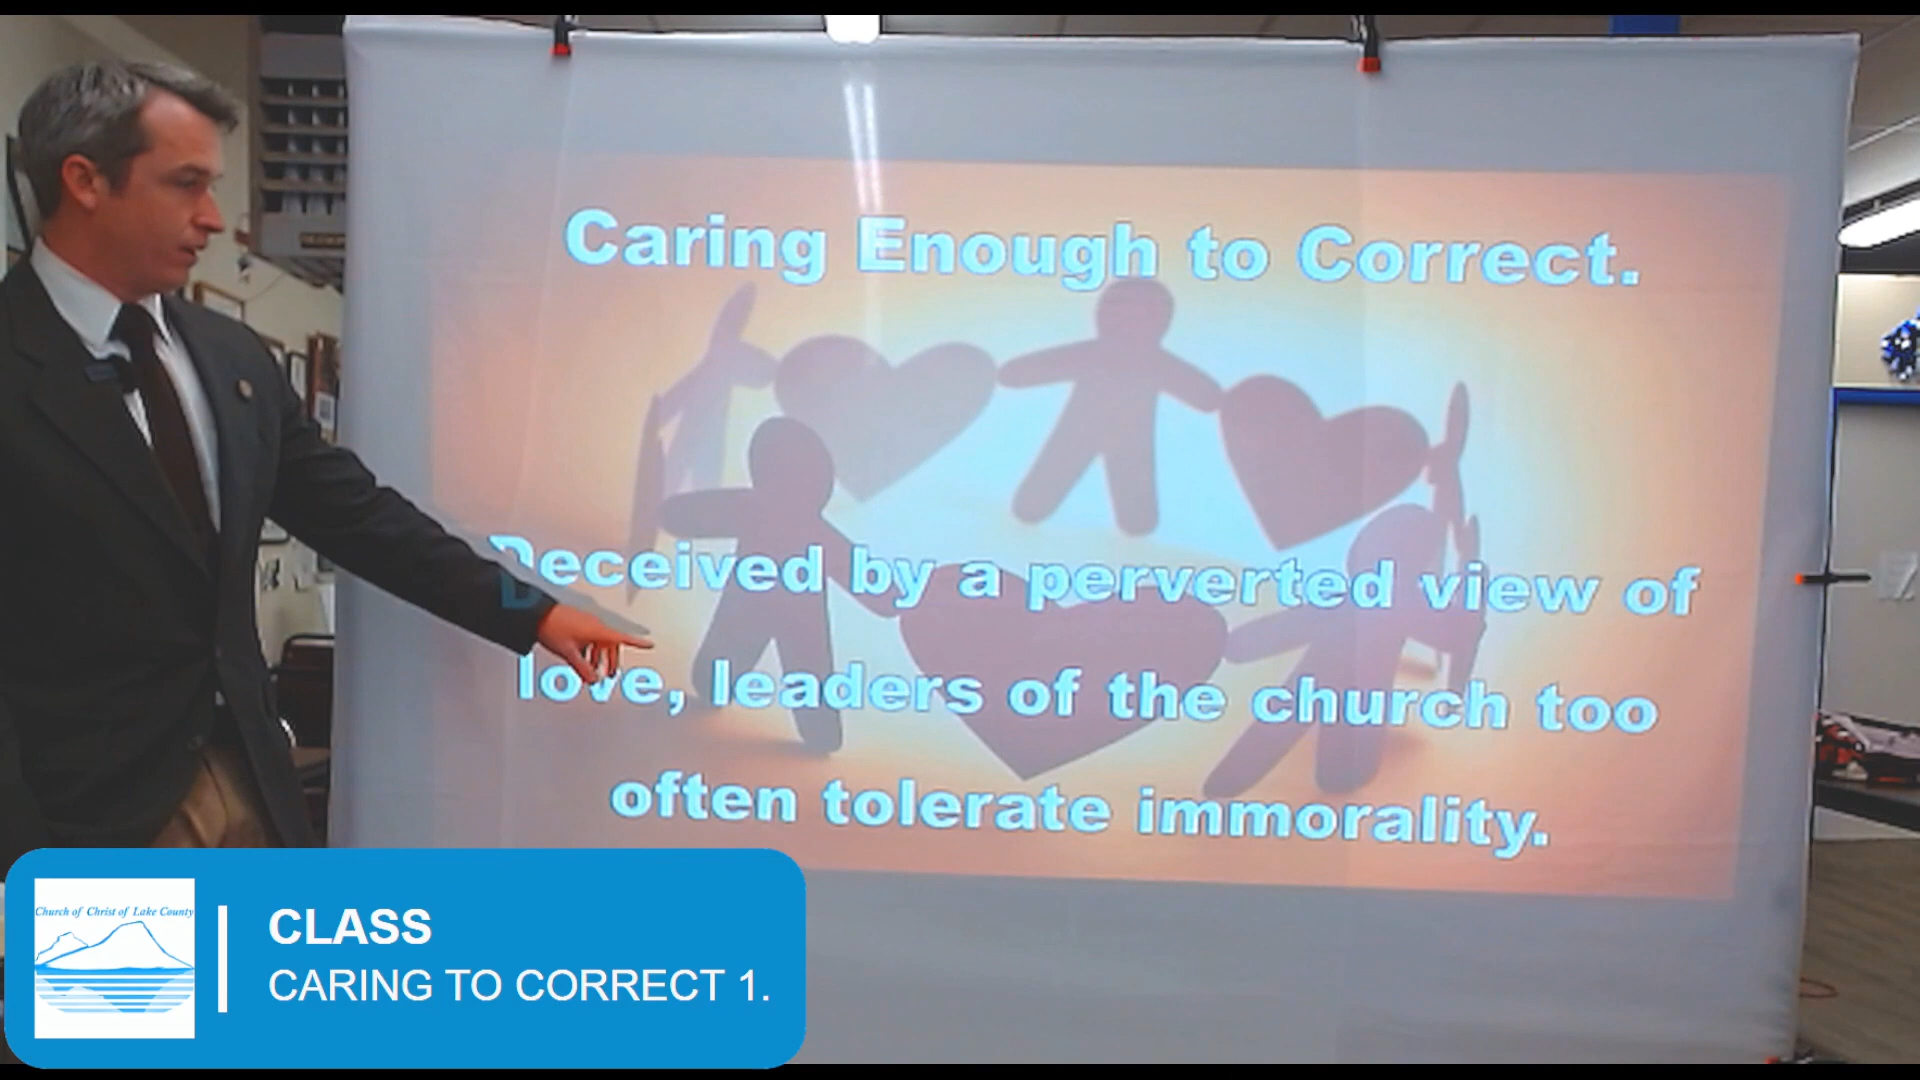 Caring Enough to Correct.
Deceived by a perverted view of
love, leaders of the church too
often tolerate immorality.
Church of Christ of Lake County
CLASS
CARING TO CORRECT 1.